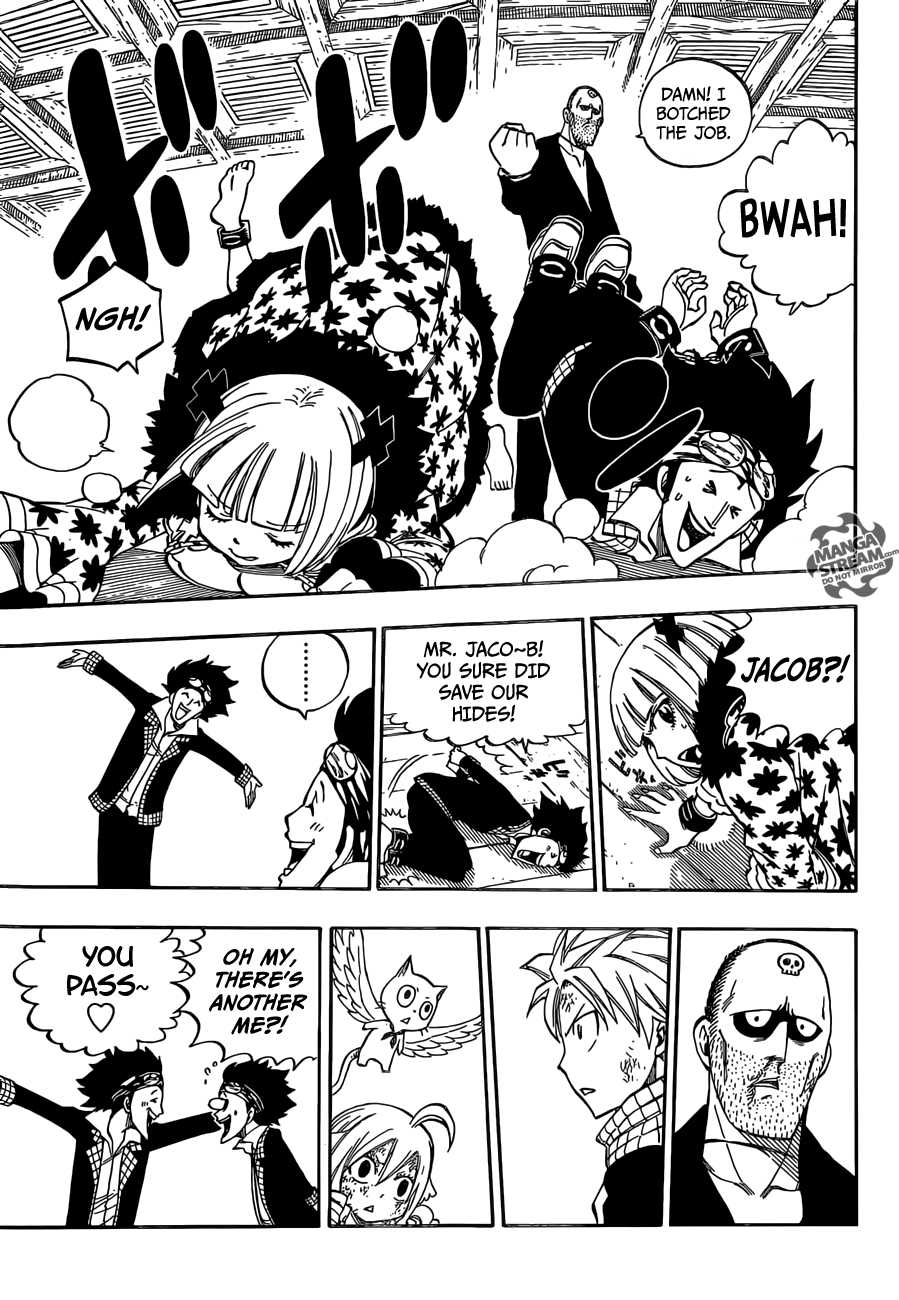 DAMN! I
BOTCHED
THE JOB.
BWAH!
ドドド
NGH!
MANGA
STREAM.com
DO NOT MIRROR
JACOB?!
MR. JACO~B!
YOU SURE DID
SAVE OUR
HIDES!
OH MY,
THERE'S
ANOTHER
ME?!
YOU
PASS~
♡